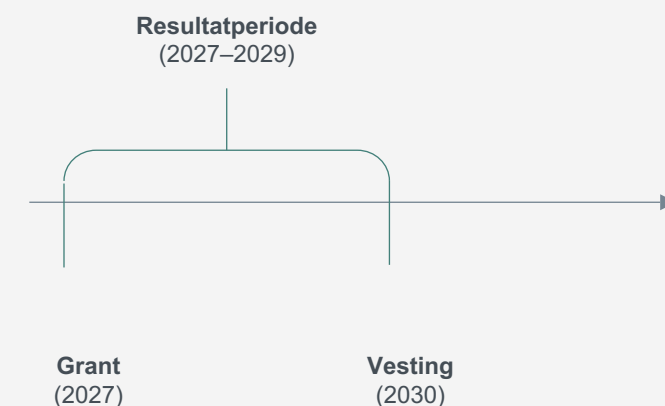 Resultatperiode
(2027–2029)
Grant
(2027)
Vesting
(2030)